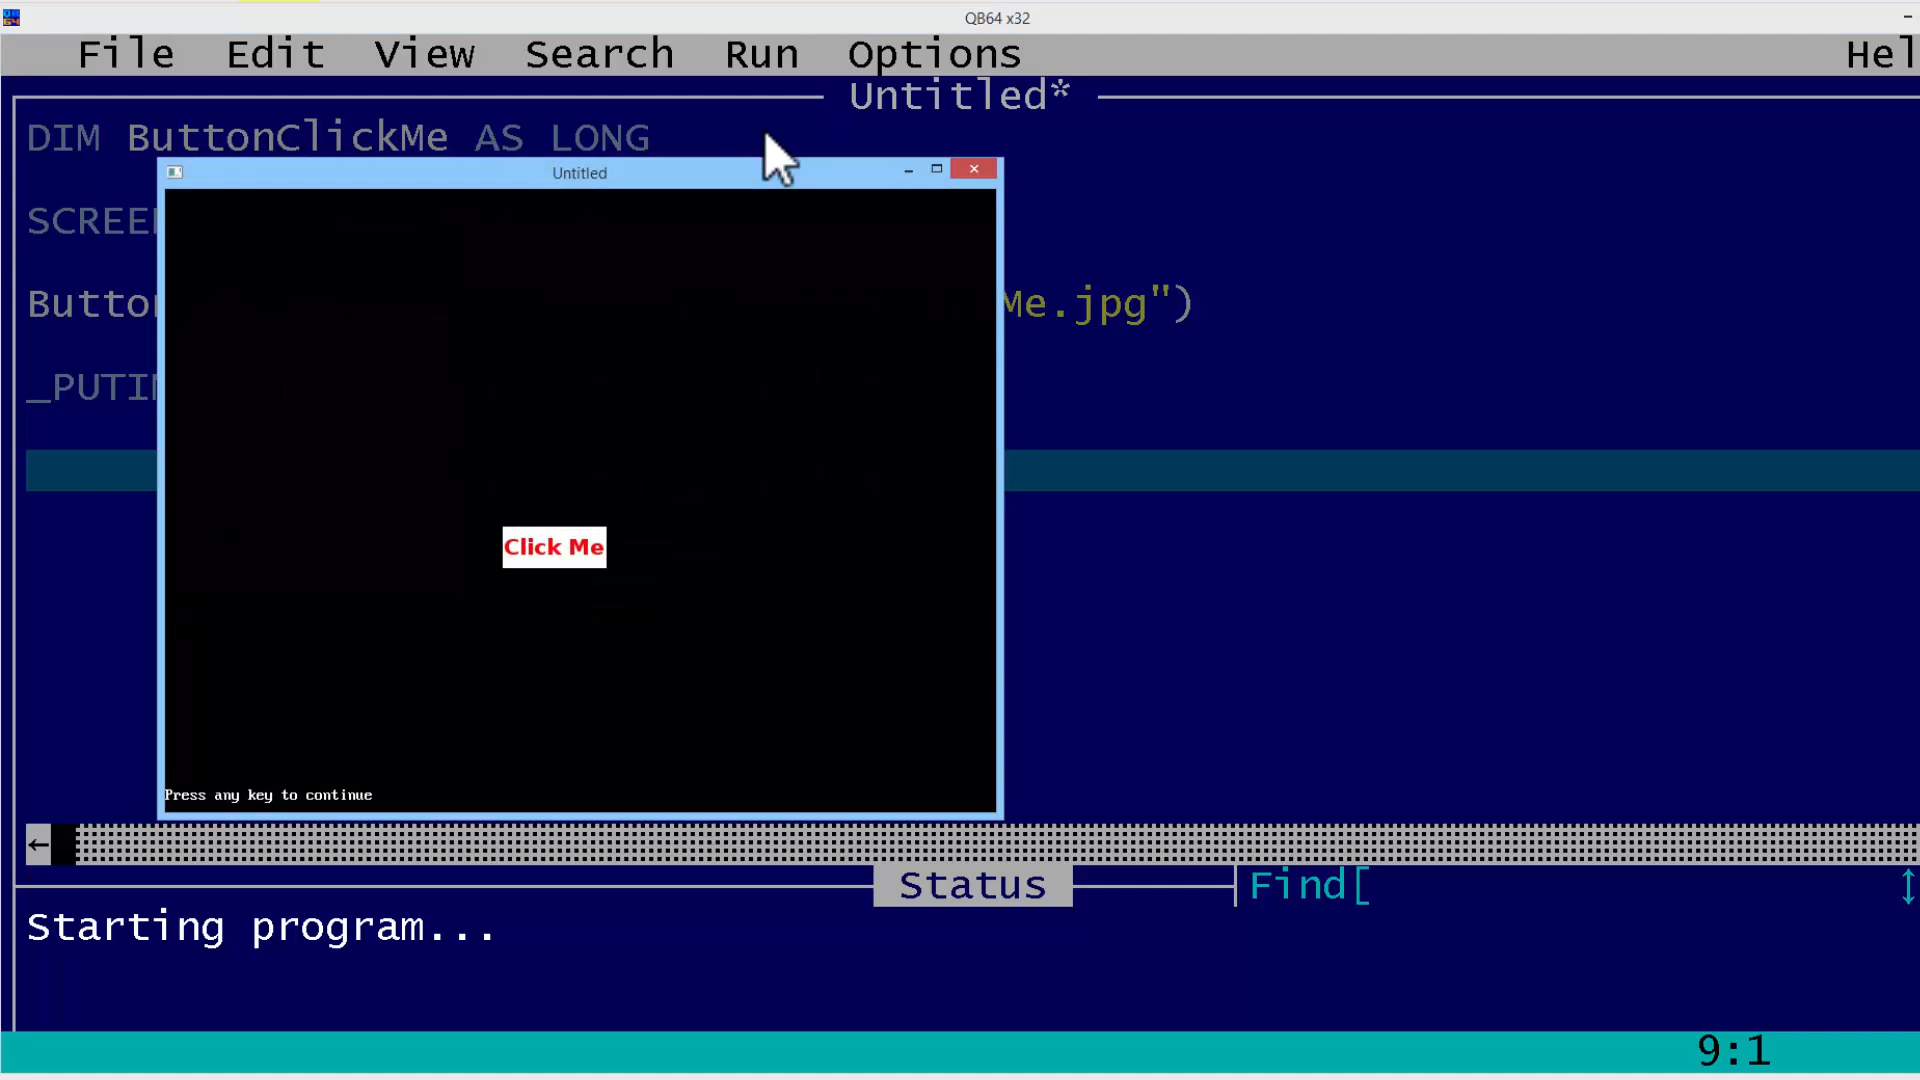 QB64 x32
File Edit View Search Run Options Hel
Untitled*
DIM ButtonClickMe AS LONG
Untitled
SCREE
Butto Me.jpg")
_PUTI
Click Me
Press any key to continue
Status Find[
Starting program...
9:1